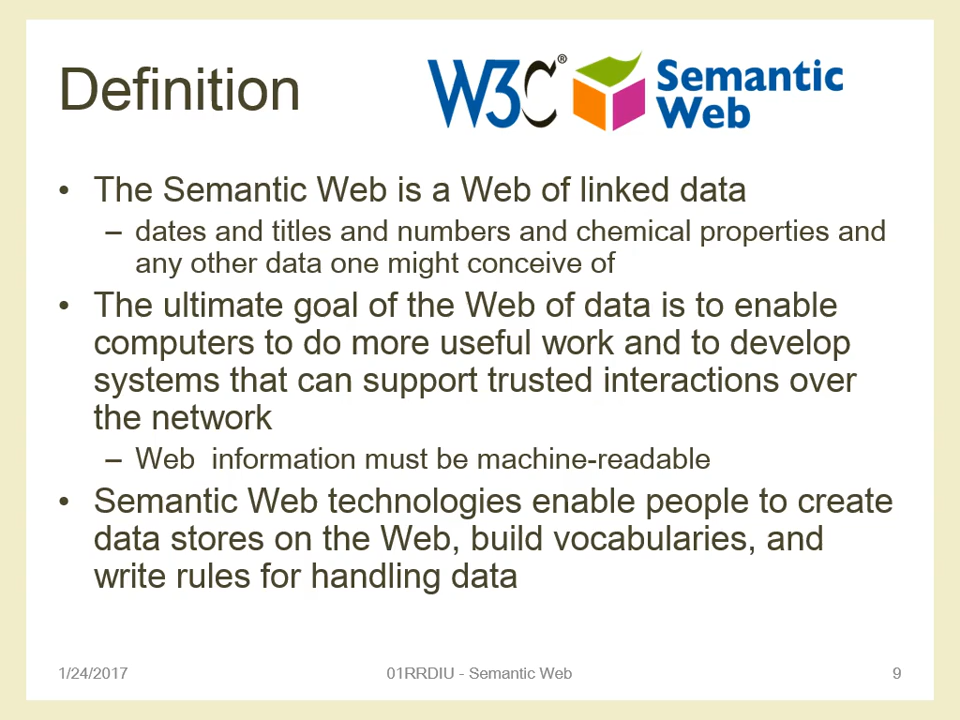 Definition
W3C® Semantic
Web
• The Semantic Web is a Web of linked data
– dates and titles and numbers and chemical properties and
any other data one might conceive of
• The ultimate goal of the Web of data is to enable
computers to do more useful work and to develop
systems that can support trusted interactions over
the network
– Web  information must be machine-readable
• Semantic Web technologies enable people to create
data stores on the Web, build vocabularies, and
write rules for handling data
1/24/2017 01RRDIU - Semantic Web 9